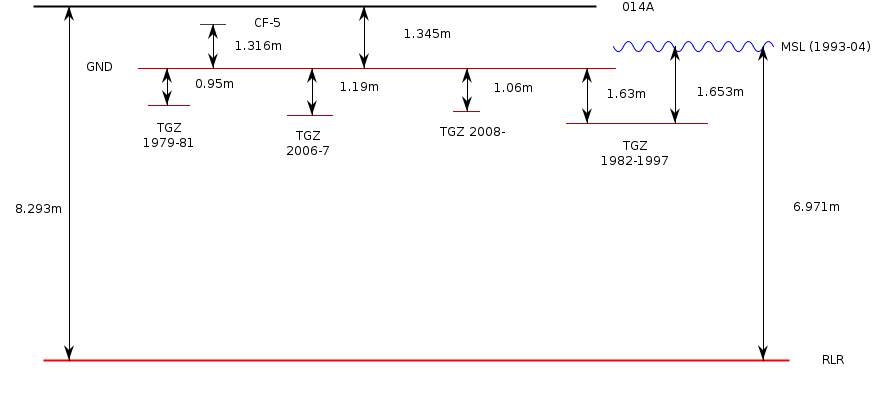 014A
CF-5
1.345m
1.316m
MSL (1993-04)
GND
0.95m
1.19m
1.06m
1.63m
1.653m
TGZ
1979-81
TGZ
2006-7
TGZ 2008-
TGZ
1982-1997
8.293m
6.971m
RLR